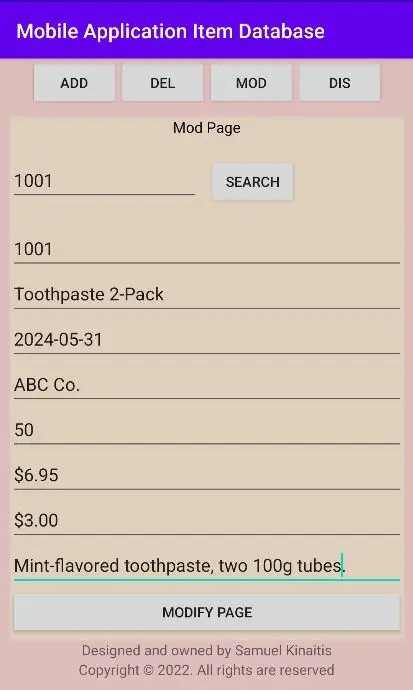 Mobile Application Item Database
ADD DEL MOD DIS
Mod Page
1001 SEARCH
1001
Toothpaste 2-Pack
2024-05-31
ABC Co.
50
$6.95
$3.00
Mint-flavored toothpaste, two 100g tubes.
MODIFY PAGE
Designed and owned by Samuel Kinaitis
Copyright © 2022. All rights are reserved